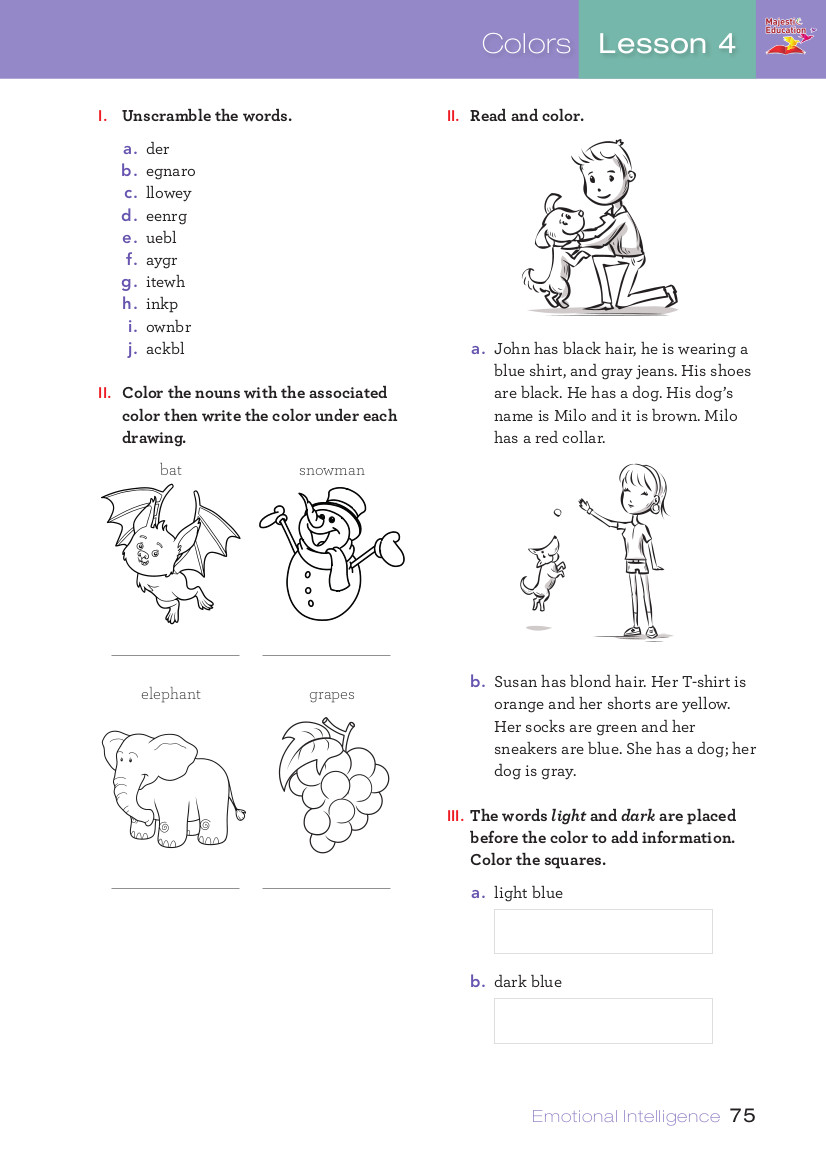 Colors Lesson 4
Majestic
Education
I. Unscramble the words.
a. der
b. egnaro
c. llowey
d. eenrg
e. uebl
f. aygr
g. itewh
h. inkp
i. ownbr
j. ackbl
II. Color the nouns with the associated
color then write the color under each
drawing.
bat snowman
elephant grapes
II. Read and color.
a. John has black hair, he is wearing a
blue shirt, and gray jeans. His shoes
are black. He has a dog. His dog’s
name is Milo and it is brown. Milo
has a red collar.
b. Susan has blond hair. Her T-shirt is
orange and her shorts are yellow.
Her socks are green and her
sneakers are blue. She has a dog; her
dog is gray.
III. The words light and dark are placed
before the color to add information.
Color the squares.
a. light blue
b. dark blue
Emotional Intelligence 75